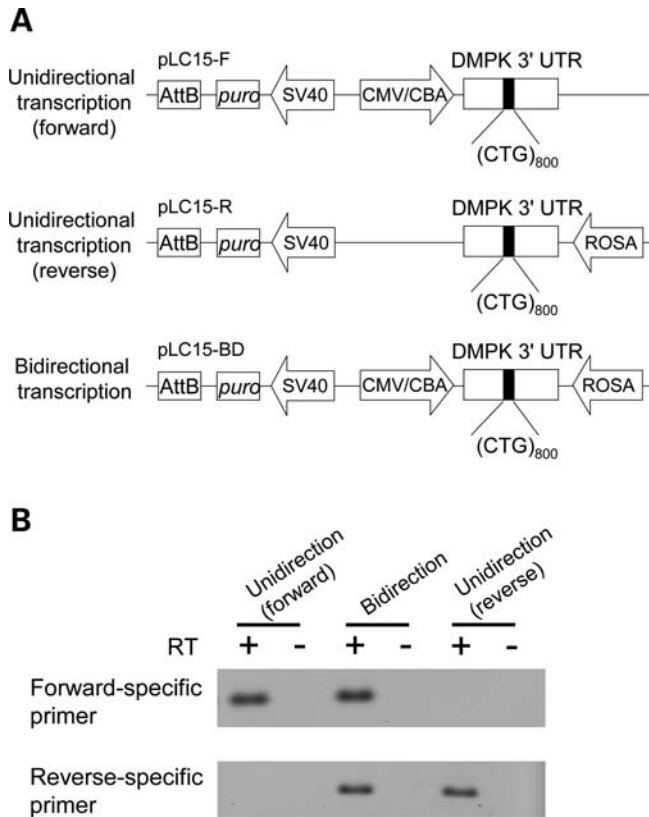 A
pLC15-F
DMPK 3' UTR
Unidirectional
transcription
(forward)
AttB
puro
SV40
CMV/CBA
(CTG)800
pLC15-R
DMPK 3' UTR
Unidirectional
transcription
(reverse)
AttB
puro
SV40
ROSA
(CTG)800
pLC15-BD
DMPK 3' UTR
Bidirectional
transcription
AttB
puro
SV40
CMV/CBA
ROSA
(CTG)800
B
Unidirection
(forward)
Bidirection
Unidirection
(reverse)
RT + - + - + -
Forward-specific
primer
Reverse-specific
primer